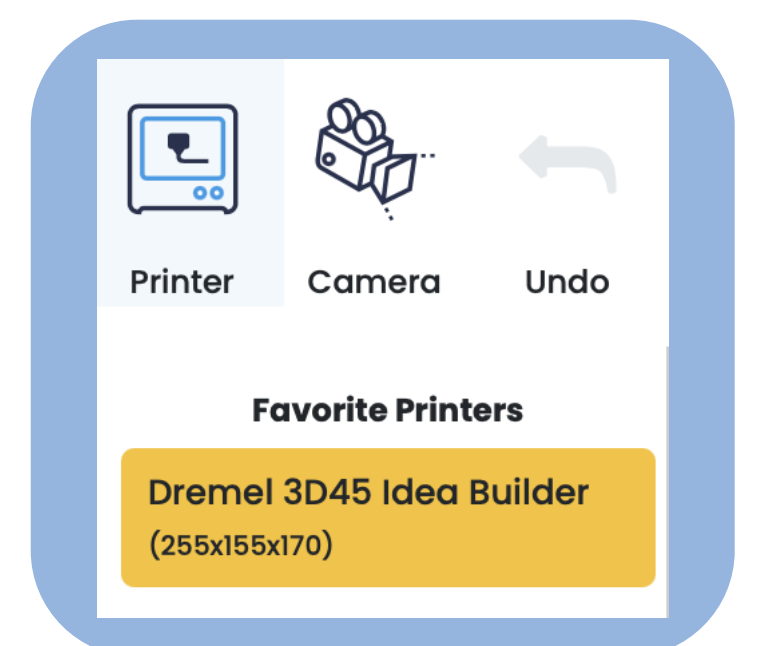 Printer Camera Undo
Favorite Printers
Dremel 3D45 Idea Builder
(255x155x170)